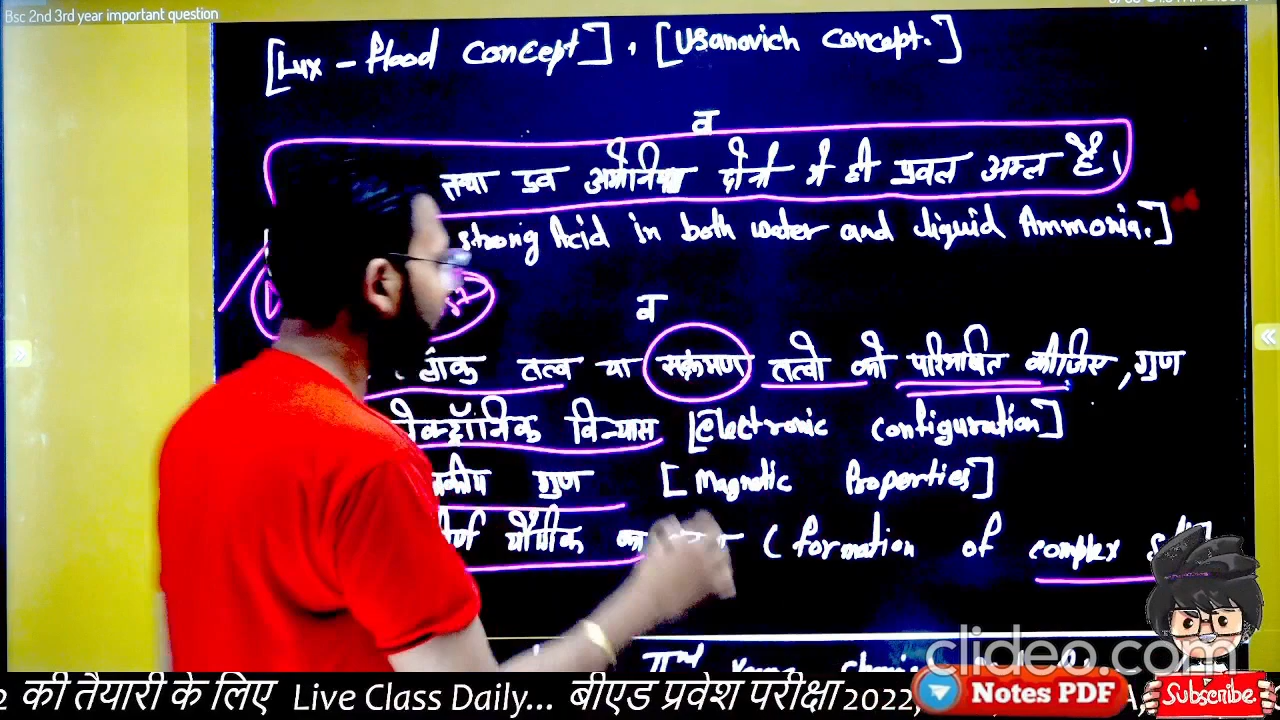 Bsc 2nd 3rd year important question
[Lux - flood concept] , [Usanovich concept.]
व
तथा द्रव अमोनिया दोनों में ही प्रबल अम्ल है।
strong Acid in both water and liquid Ammonia.]
व
तत्व या सक्रमण तत्वो को परिभाषित कीजिए , गुण
विन्यास [electronic configuration]
गुण [Magnetic Properties]
यौगिक का (formation of complex
की तैयारी के लिए Live Class Daily... बीएड प्रवेश परीक्षा 2022,
clideo.com
Notes PDF
Subscribe